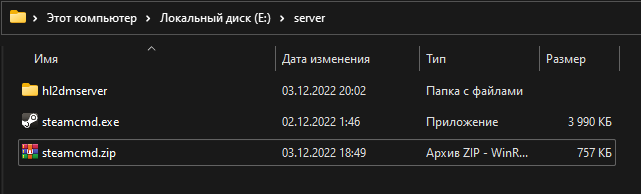 Этот компьютер > Локальный диск (E:) > server
Имя Дата изменения Тип Размер
hl2dmserver 03.12.2022 20:02 Папка с файлами
steamcmd.exe 02.12.2022 1:46 Приложение 3 990 КБ
steamcmd.zip 03.12.2022 18:49 Архив ZIP - WinR... 757 КБ